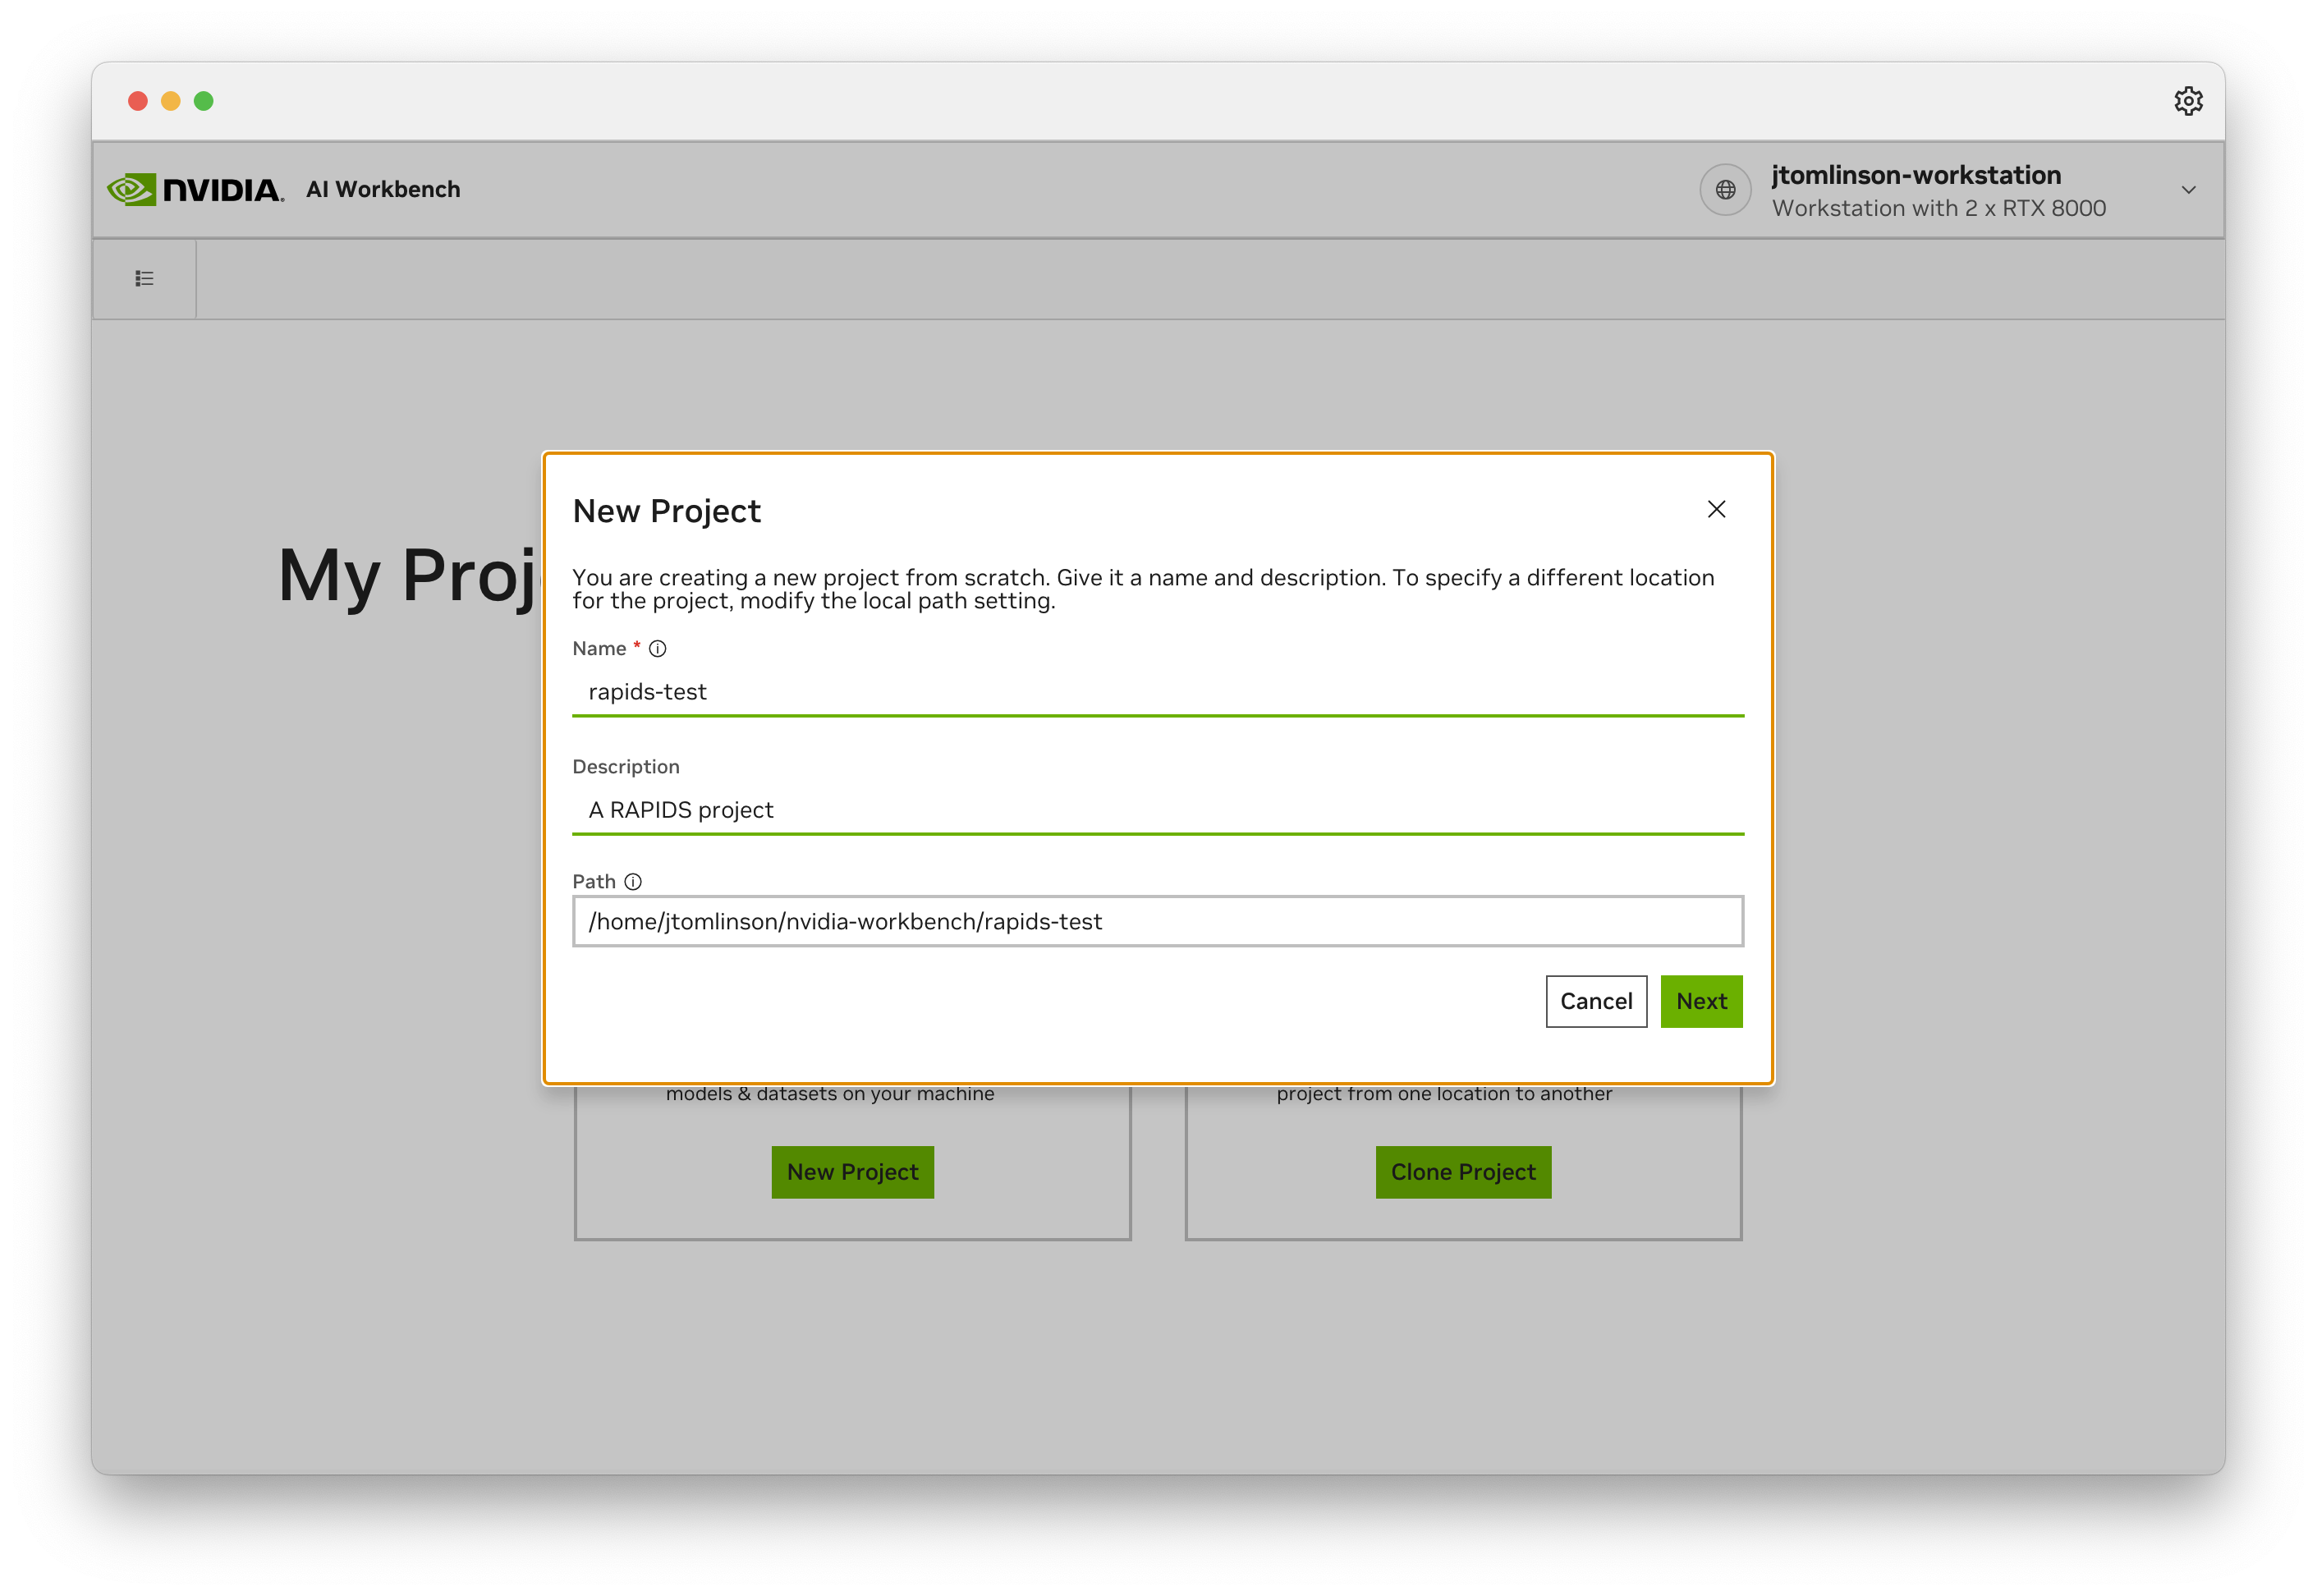 NVIDIA. AI Workbench
jtomlinson-workstation
Workstation with 2 x RTX 8000
My Proj
New Project
You are creating a new project from scratch. Give it a name and description. To specify a different location
for the project, modify the local path setting.
Name *
rapids-test
Description
A RAPIDS project
Path
/home/jtomlinson/nvidia-workbench/rapids-test
Cancel
Next
models & datasets on your machine
project from one location to another
New Project
Clone Project